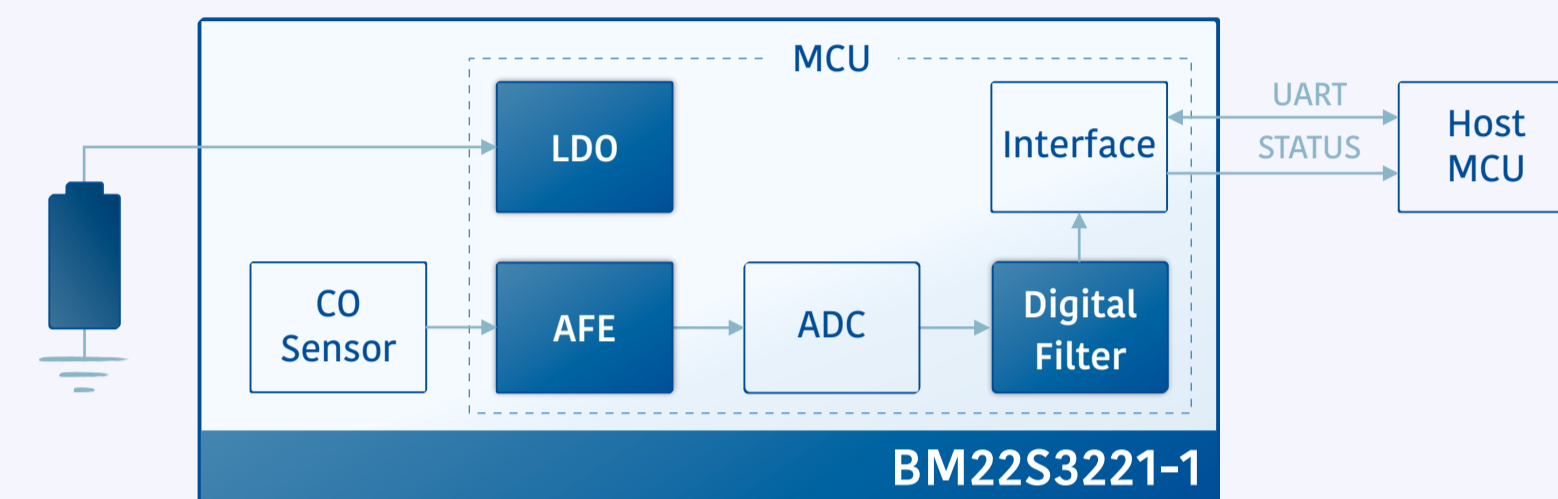 MCU
LDO
Interface
UART
STATUS
Host
MCU
CO
Sensor
AFE
ADC
Digital
Filter
BM22S3221-1